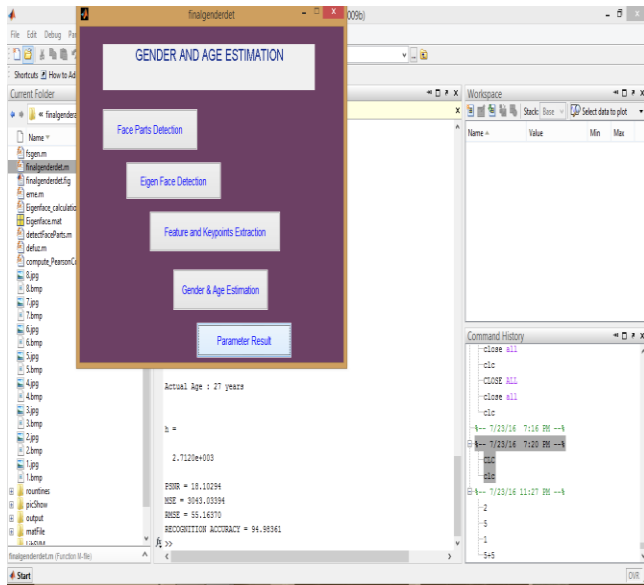 finalgenderdet
009b)
File Edit Debug Pa
Shortcuts How to Ad
Current Folder
« finalgendera
Name
fsgen.m
finalgenderdet.m
finalgenderdet.fig
eme.m
Eigenface_calculatio
Eigenface.mat
detectFaceParts.m
defuz.m
compute_PearsonCo
8.jpg
8.bmp
7.jpg
7.bmp
6.jpg
6.bmp
5.jpg
5.bmp
4.jpg
4.bmp
3.jpg
3.bmp
2.jpg
2.bmp
1.jpg
1.bmp
rountines
picShow
output
matFile
finalgenderdet.m (Function M-file)
Start
GENDER AND AGE ESTIMATION
Face Parts Detection
Eigen Face Detection
Feature and Keypoints Extraction
Gender & Age Estimation
Parameter Result
Actual Age : 27 years
h =
2.7120e+003
PSNR = 18.10294
MSE = 3043.03394
RMSE = 55.16370
RECOGNITION ACCURACY = 94.98361
fx >>
Workspace
Stack: Base Select data to plot
Name Value Min Max
Command History
close all
clc
CLOSE ALL
close all
clc
%-- 7/23/16 7:16 PM --%
%-- 7/23/16 7:20 PM --%
CLC
clc
%-- 7/23/16 11:27 PM --%
2
5
1
5+5
OVR